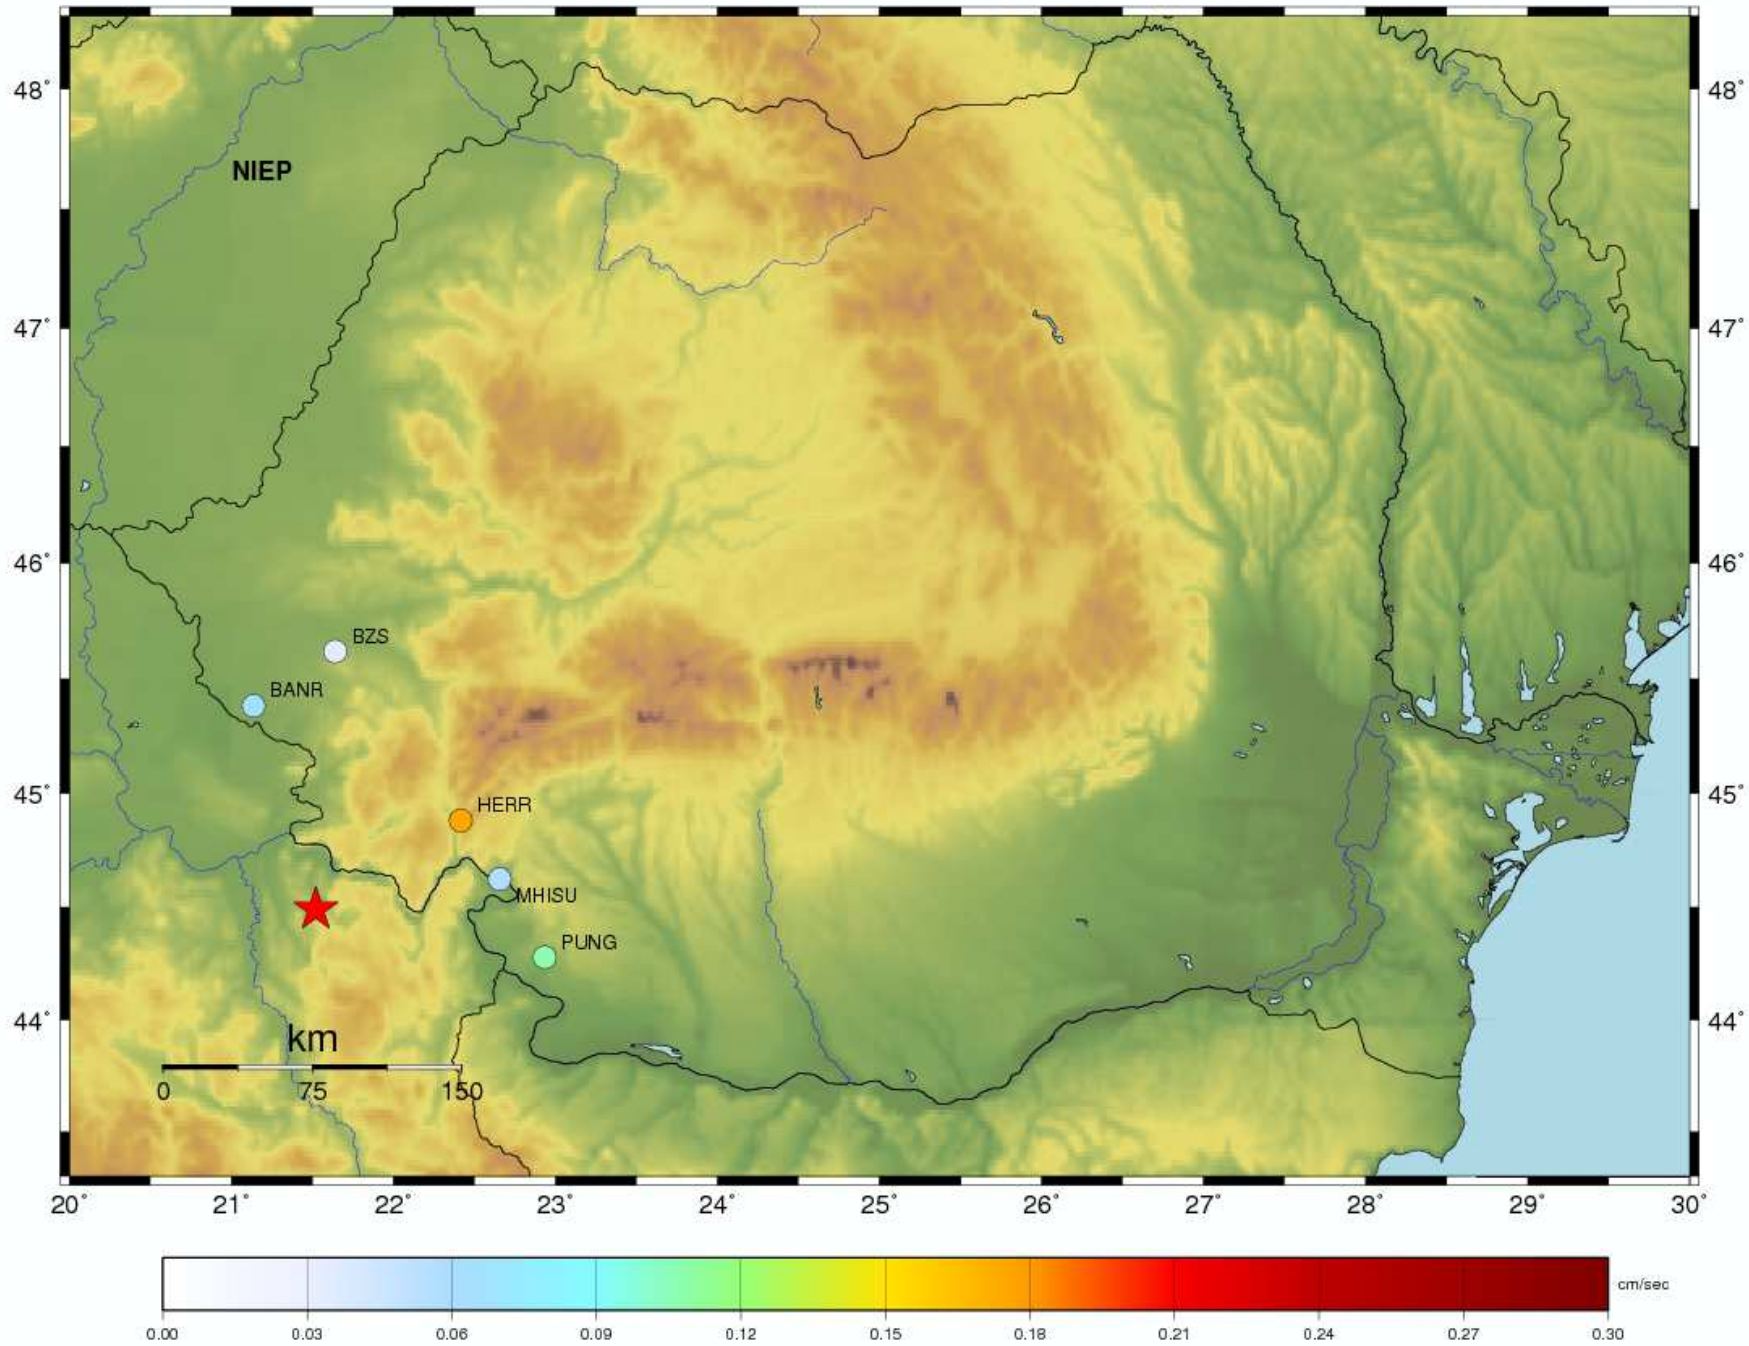 48° 48°
NIEP
47° 47°
46° 46°
BZS
BANR
45° 45°
HERR
MHISU
PUNG
44° 44°
km
0 75 150
20° 21° 22° 23° 24° 25° 26° 27° 28° 29° 30°
cm/sec
0.00 0.03 0.06 0.09 0.12 0.15 0.18 0.21 0.24 0.27 0.30